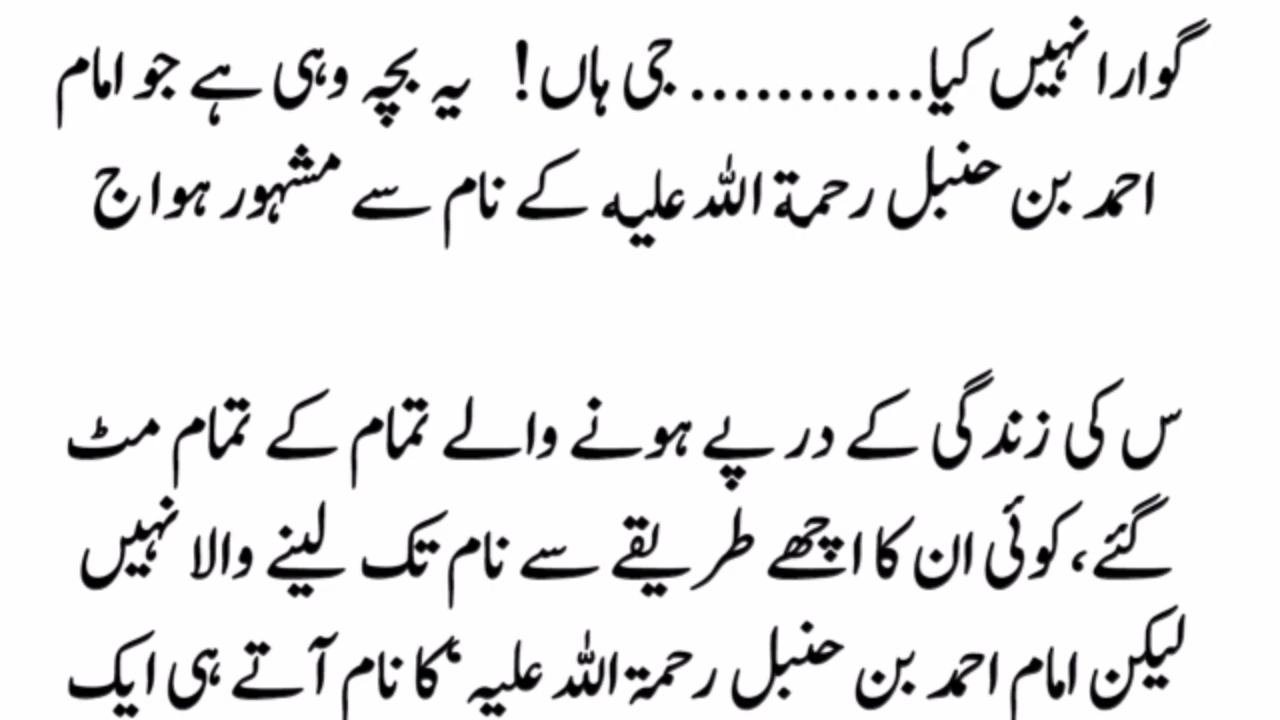 گوارا نہیں کیا........... جی ہاں! یہ بچہ وہی ہے جو امام
احمد بن حنبل رحمة اللہ علیہ کے نام سے مشہور ہوا ج
س کی زندگی کے درپے ہونے والے تمام کے تمام مٹ
گئے، کوئی ان کا اچھے طریقے سے نام تک لینے والا نہیں
لیکن امام احمد بن حنبل رحمة اللہ علیہ ‘کا نام آتے ہی ایک